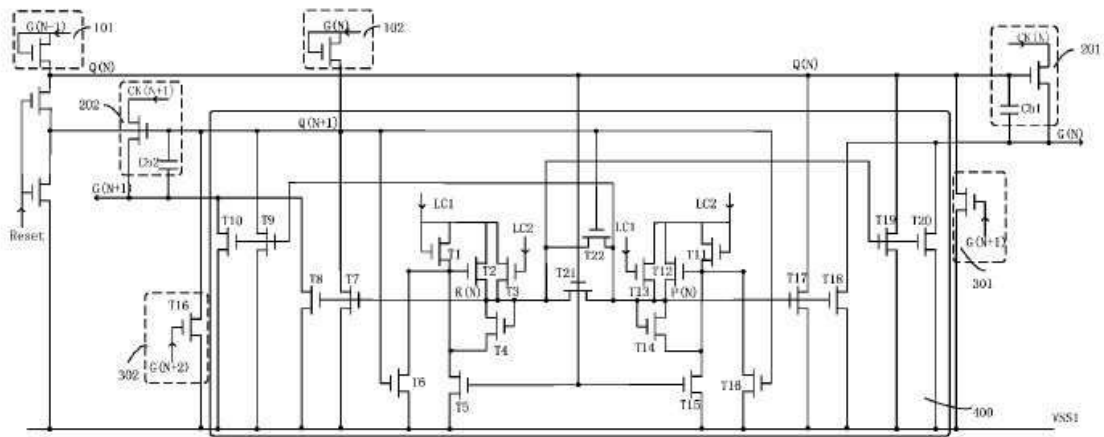 G(N-1) 101
G(N) 102
CK(N) 201
Q(N) Q(N)
CK(N+1)
202
Q(N+1)
Cb1
Cb2
G(N)
G(N+1)
LC1 LC2
Reset
T10 T9
T19 T20
LC2 LC1
T22
G(N+1)
301
T1 T2 T12 T11
T8 T7 T3 T21 T13 T17 T18
K(N) P(N)
T16
T4 T14
G(N+2)
302
T6 T5 T15 T16
400
VSS1